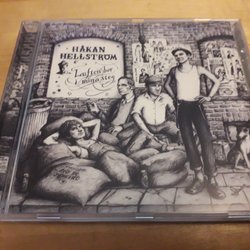 HÅKAN
HELLSTRÖM
Luften bor
i mina steg